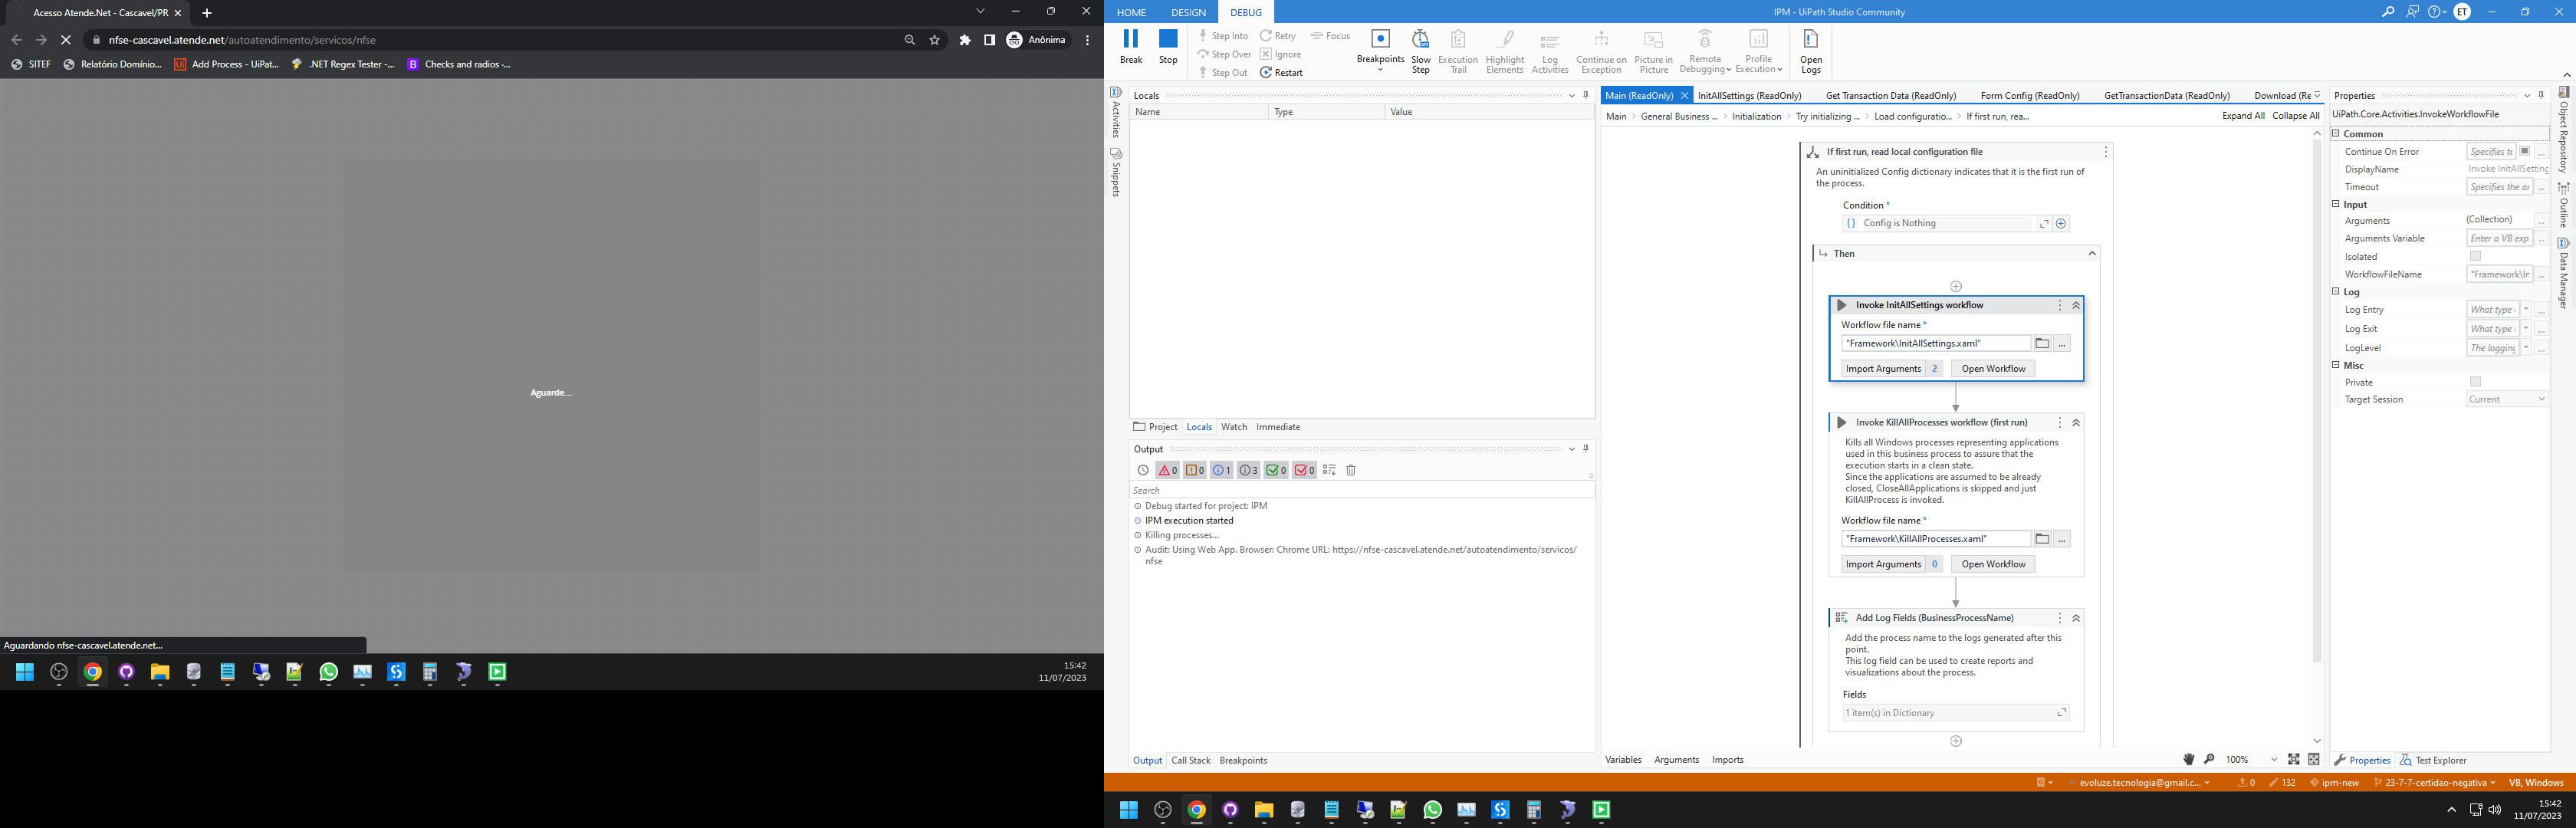 Acesso Atende.Net - Cascavel/PR
nfse-cascavel.atende.net/autoatendimento/servicos/nfse
Anônima
SITEF
Relatório Domínio...
Add Process - UiPat...
.NET Regex Tester -...
Checks and radios ·...
Aguarde...
Aguardando nfse-cascavel.atende.net...
15:42
11/07/2023
HOME
DESIGN
DEBUG
IPM - UiPath Studio Community
ET
Break
Stop
Step Into
Step Over
Step Out
Retry
Ignore
Restart
Focus
Breakpoints
Slow Step
Execution Trail
Highlight Elements
Log Activities
Continue on Exception
Picture in Picture
Remote Debugging
Profile Execution
Open Logs
Activities
Snippets
Locals
Name
Type
Value
Project
Locals
Watch
Immediate
Output
0
0
1
3
0
0
Search
Debug started for project: IPM
IPM execution started
Killing processes...
Audit: Using Web App. Browser: Chrome URL: https://nfse-cascavel.atende.net/autoatendimento/servicos/
nfse
Output
Call Stack
Breakpoints
Main (ReadOnly)
InitAllSettings (ReadOnly)
Get Transaction Data (ReadOnly)
Form Config (ReadOnly)
GetTransactionData (ReadOnly)
Download (Re
Main > General Business ... > Initialization > Try initializing ... > Load configuratio... > If first run, rea...
Expand All
Collapse All
If first run, read local configuration file
An uninitialized Config dictionary indicates that it is the first run of
the process.
Condition *
Config is Nothing
Then
Invoke InitAllSettings workflow
Workflow file name *
"Framework\InitAllSettings.xaml"
...
Import Arguments 2
Open Workflow
Invoke KillAllProcesses workflow (first run)
Kills all Windows processes representing applications
used in this business process to assure that the
execution starts in a clean state.
Since the applications are assumed to be already
closed, CloseAllApplications is skipped and just
KillAllProcess is invoked.
Workflow file name *
"Framework\KillAllProcesses.xaml"
...
Import Arguments 0
Open Workflow
Add Log Fields (BusinessProcessName)
Add the process name to the logs generated after this
point.
This log field can be used to create reports and
visualizations about the process.
Fields
1 item(s) in Dictionary
Variables
Arguments
Imports
100%
Properties
UiPath.Core.Activities.InvokeWorkflowFile
Common
Continue On Error
Specifies to
DisplayName
Invoke InitAllSetting
Timeout
Specifies the ar
Input
Arguments
(Collection)
Arguments Variable
Enter a VB exp
Isolated
WorkflowFileName
"Framework\In
Log
Log Entry
What type
Log Exit
What type
LogLevel
The logging
Misc
Private
Target Session
Current
Properties
Test Explorer
Object Repository
Outline
Data Manager
evoluze.tecnologia@gmail.c...
0
132
ipm-new
23-7-7-certidao-negativa
VB, Windows
15:42
11/07/2023